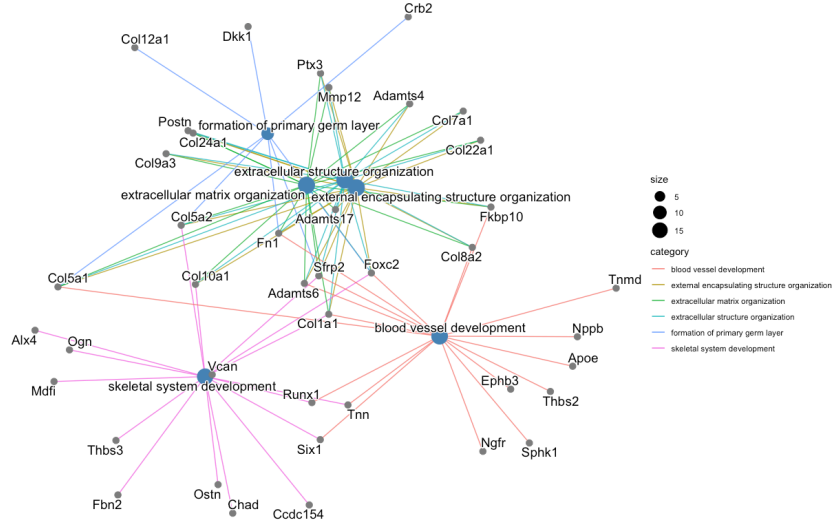 Crb2
Col12a1
Dkk1
Ptx3
Mmp12
Adamts4
Postn
formation of primary germ layer
Col7a1
Col24a1
Col22a1
Col9a3
extracellular structure organization
extracellular matrix organization
external encapsulating structure organization
Col5a2
Adamts17
Fkbp10
Fn1
Col8a2
Sfrp2
Foxc2
Col5a1
Col10a1
Adamts6
Tnmd
Col1a1
blood vessel development
Nppb
Alx4
Ogn
Apoe
Vcan
skeletal system development
Ephb3
Mdfi
Runx1
Thbs2
Tnn
Thbs3
Six1
Ngfr
Sphk1
Fbn2
Ostn
Chad
Ccdc154
size
5
10
15
category
blood vessel development
external encapsulating structure organization
extracellular matrix organization
extracellular structure organization
formation of primary germ layer
skeletal system development